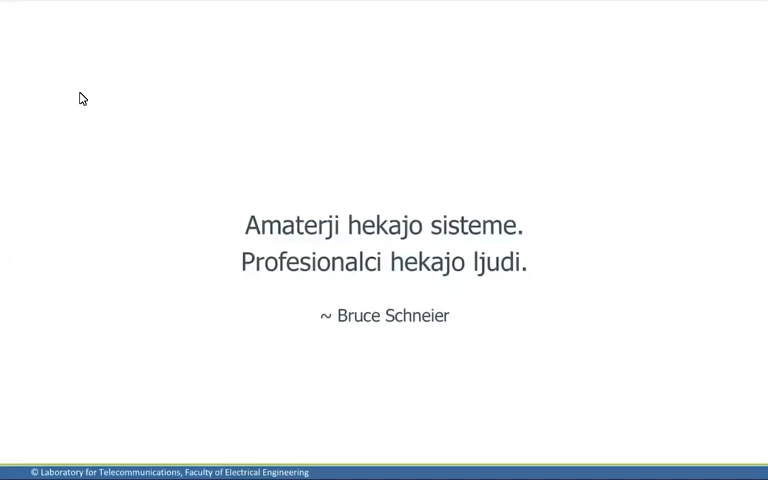 Amaterji hekajo sisteme.
Profesionalci hekajo ljudi.
~ Bruce Schneier
© Laboratory for Telecommunications, Faculty of Electrical Engineering